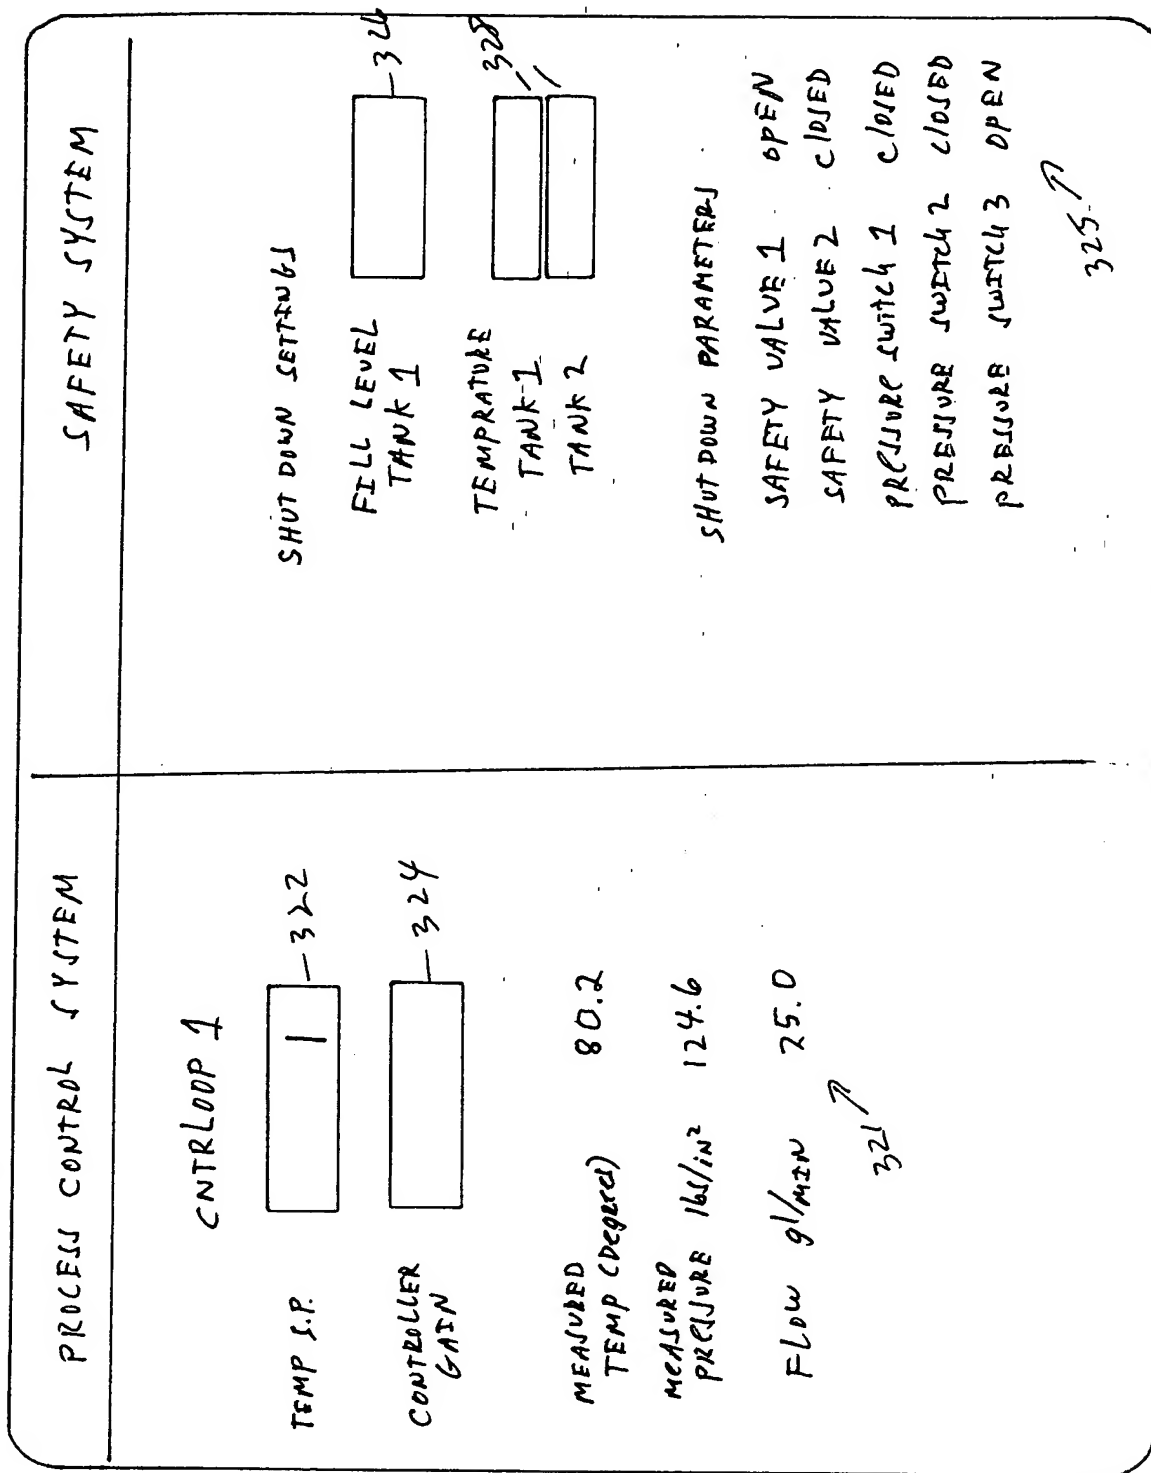 PROCESS CONTROL SYSTEM
CNTRLOOP 1
TEMP S.P. 322
CONTROLLER
GAIN 324
MEASURED
TEMP (Degrees) 80.2
MEASURED
PRESSURE lbs/in² 124.6
FLOW gl/MIN 25.0
321
SAFETY SYSTEM
SHUT DOWN SETTINGS
FILL LEVEL
TANK 1 326
TEMPRATURE 328
TANK-1
TANK 2
SHUT DOWN PARAMETERS
SAFETY VALVE 1 OPEN
SAFETY VALUE 2 CLOSED
PRESSURE SWITCH 1 CLOSED
PRESSURE SWITCH 2 CLOSED
PRESSURE SWITCH 3 OPEN
325